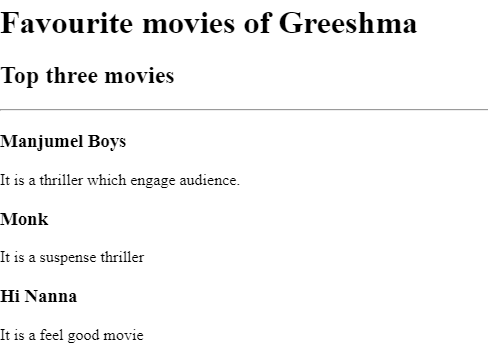 Favourite movies of Greeshma
Top three movies
Manjumel Boys
It is a thriller which engage audience.
Monk
It is a suspense thriller
Hi Nanna
It is a feel good movie